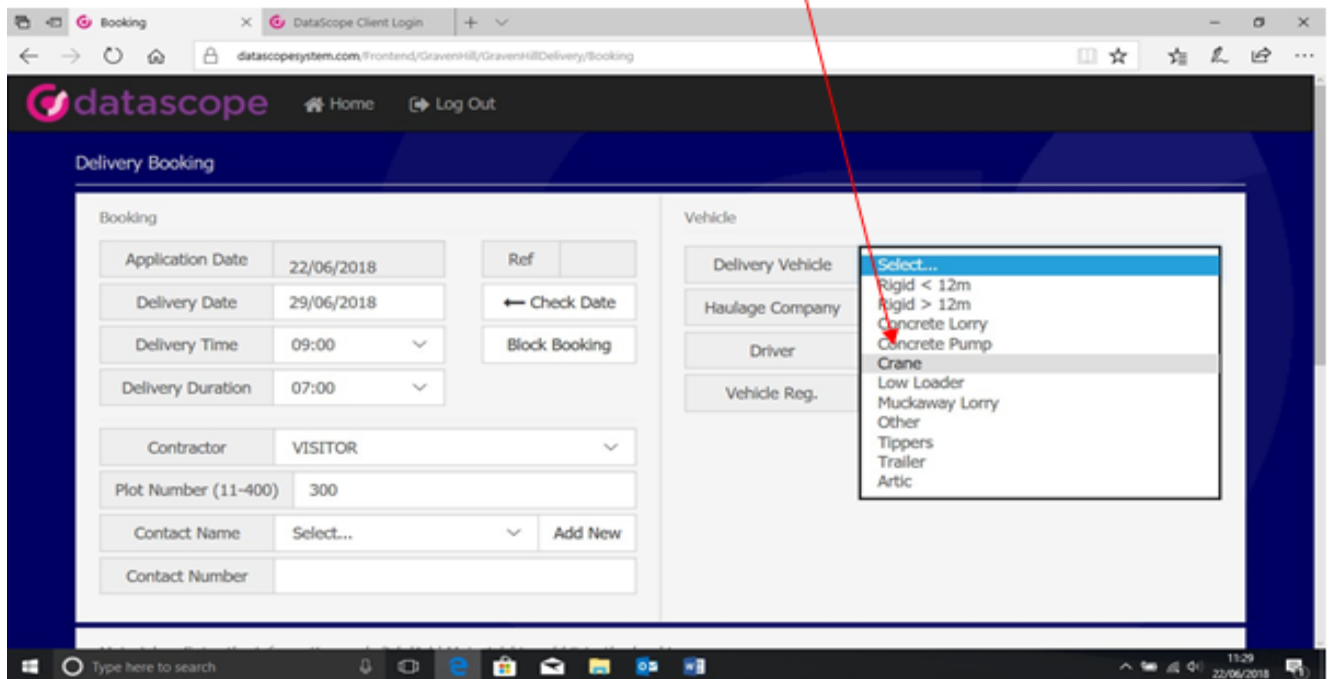 Booking
DataScope Client Login
datascopesystem.com/Frontend/GravenHill/GravenHillDelivery/Booking
datascope
Home
Log Out
Delivery Booking
Booking
Application Date
22/06/2018
Ref
Delivery Date
29/06/2018
Check Date
Delivery Time
09:00
Block Booking
Delivery Duration
07:00
Contractor
VISITOR
Plot Number (11-400)
300
Contact Name
Select...
Add New
Contact Number
Vehicle
Delivery Vehicle
Haulage Company
Driver
Vehicle Reg.
Select...
Rigid < 12m
Rigid > 12m
Concrete Lorry
Concrete Pump
Crane
Low Loader
Muckaway Lorry
Other
Tippers
Trailer
Artic
Type here to search
11:29
22/06/2018